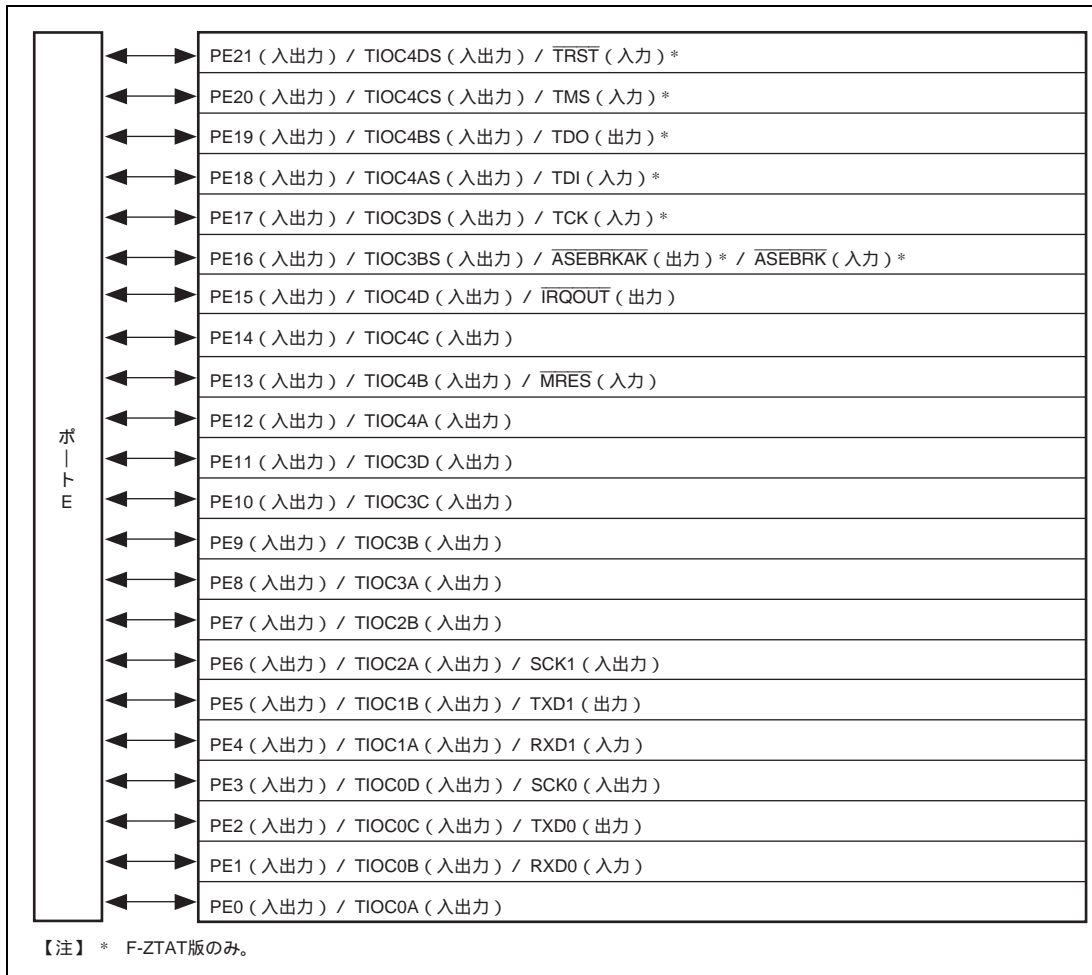 ポートE
PE21（入出力）/ TIOC4DS（入出力）/ TRST（入力）*
PE20（入出力）/ TIOC4CS（入出力）/ TMS（入力）*
PE19（入出力）/ TIOC4BS（入出力）/ TDO（出力）*
PE18（入出力）/ TIOC4AS（入出力）/ TDI（入力）*
PE17（入出力）/ TIOC3DS（入出力）/ TCK（入力）*
PE16（入出力）/ TIOC3BS（入出力）/ ASEBRKAK（出力）* / ASEBRK（入力）*
PE15（入出力）/ TIOC4D（入出力）/ IRQOUT（出力）
PE14（入出力）/ TIOC4C（入出力）
PE13（入出力）/ TIOC4B（入出力）/ MRES（入力）
PE12（入出力）/ TIOC4A（入出力）
PE11（入出力）/ TIOC3D（入出力）
PE10（入出力）/ TIOC3C（入出力）
PE9（入出力）/ TIOC3B（入出力）
PE8（入出力）/ TIOC3A（入出力）
PE7（入出力）/ TIOC2B（入出力）
PE6（入出力）/ TIOC2A（入出力）/ SCK1（入出力）
PE5（入出力）/ TIOC1B（入出力）/ TXD1（出力）
PE4（入出力）/ TIOC1A（入出力）/ RXD1（入力）
PE3（入出力）/ TIOC0D（入出力）/ SCK0（入出力）
PE2（入出力）/ TIOC0C（入出力）/ TXD0（出力）
PE1（入出力）/ TIOC0B（入出力）/ RXD0（入力）
PE0（入出力）/ TIOC0A（入出力）
【注】 * F-ZTAT版のみ。